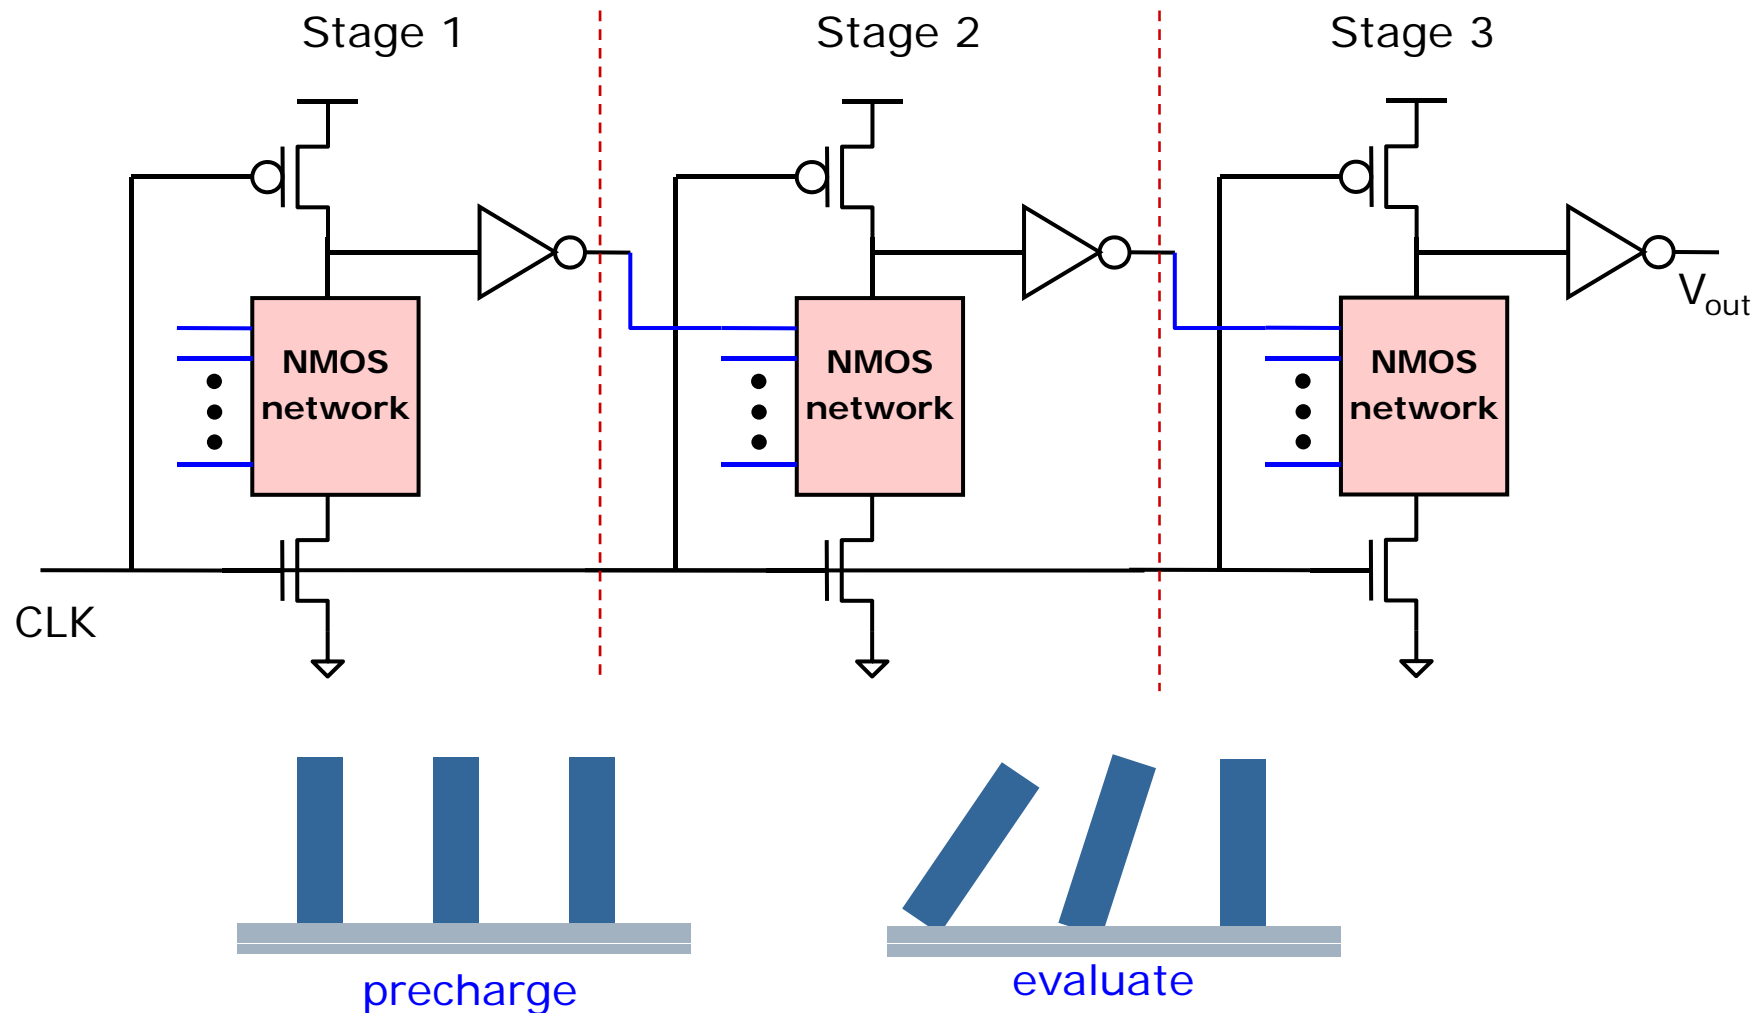 Stage 1
Stage 2
Stage 3
NMOS
network
NMOS
network
NMOS
network
Vout
CLK
precharge
evaluate